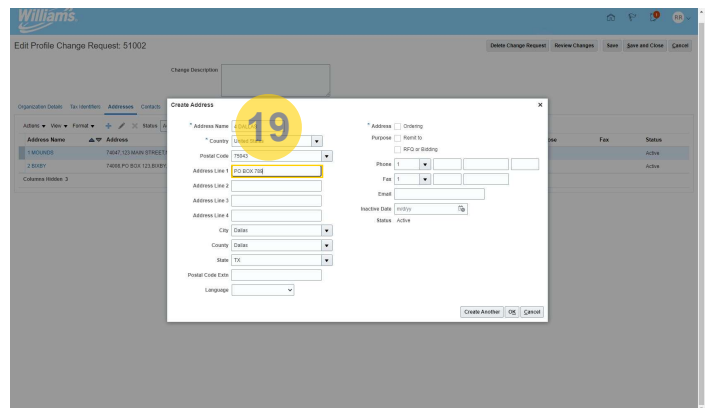 Williams.
RR
Edit Profile Change Request: 51002
Delete Change Request Review Changes Save Save and Close Cancel
Change Description
Organization Details Tax Identifiers Addresses Contacts
Create Address
Actions View Format Status
Address Name Address Fax Status
1 MOUNDS 74047,123 MAIN STREET Active
2 BIXBY 74008,PO BOX 123,BIXBY Active
Columns Hidden 3
* Address Name
* Country United States
Postal Code 75043
Address Line 1 PO BOX 768
Address Line 2
Address Line 3
Address Line 4
City Dallas
County Dallas
State TX
Postal Code Extn
Language
* Address Purpose
Ordering
Remit to
RFQ or Bidding
Phone 1
Fax 1
Email
Inactive Date m/d/yy
Status Active
Create Another OK Cancel
19